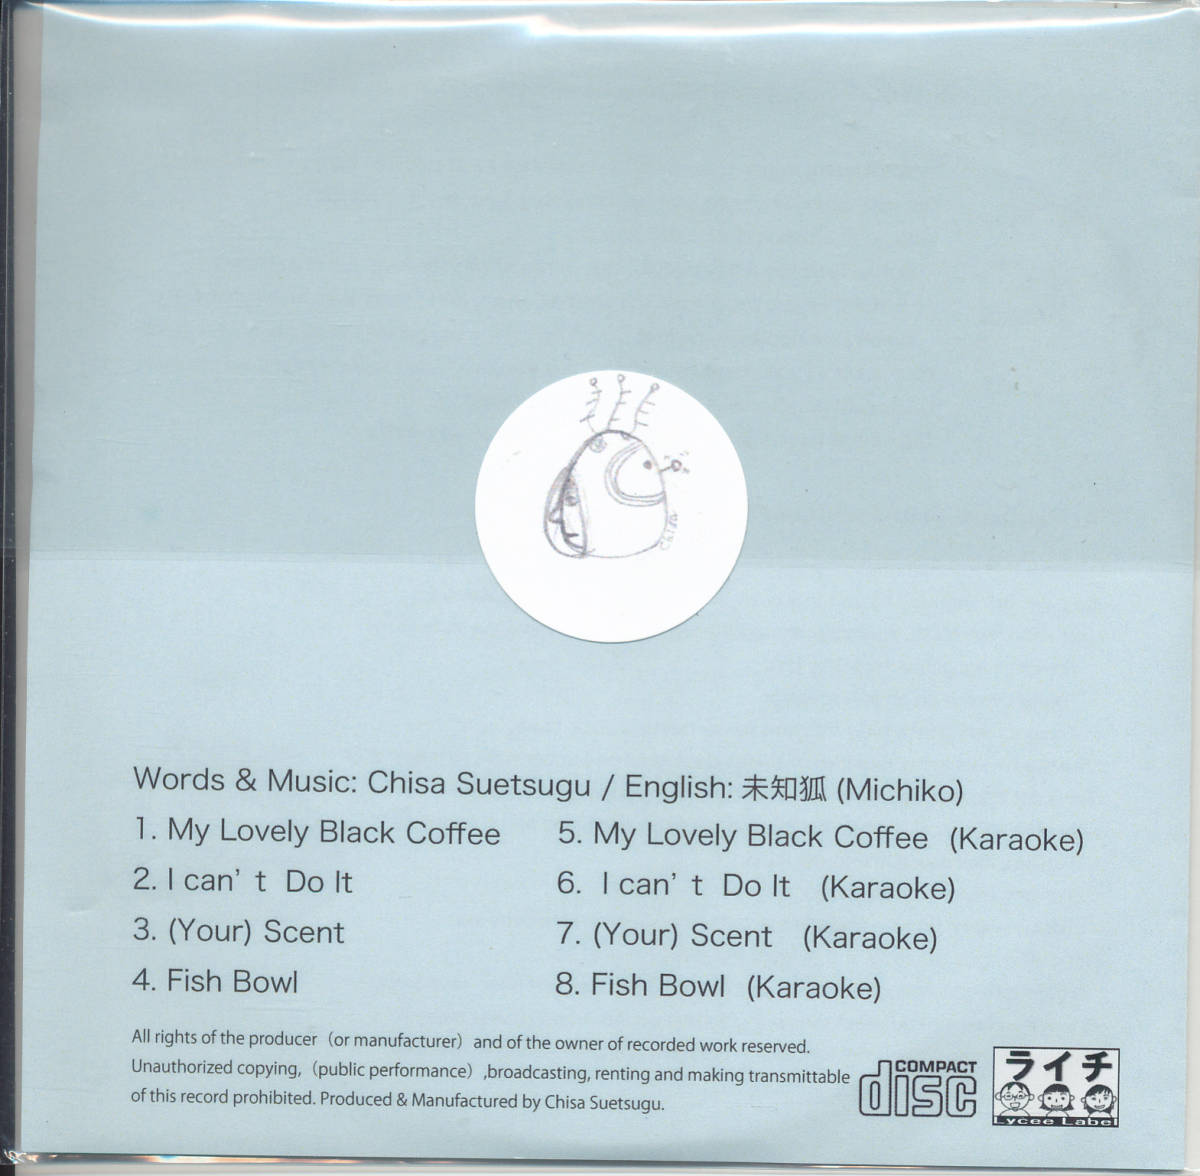 Chisa
Words & Music: Chisa Suetsugu / English: 未知狐 (Michiko)
1. My Lovely Black Coffee
2. I can’t Do It
3. (Your) Scent
4. Fish Bowl
5. My Lovely Black Coffee (Karaoke)
6. I can’t Do It (Karaoke)
7. (Your) Scent (Karaoke)
8. Fish Bowl (Karaoke)
All rights of the producer（or manufacturer）and of the owner of recorded work reserved.
Unauthorized copying,（public performance）,broadcasting, renting and making transmittable
of this record prohibited. Produced & Manufactured by Chisa Suetsugu.
COMPACT
disc
ライチ
Lycee Label